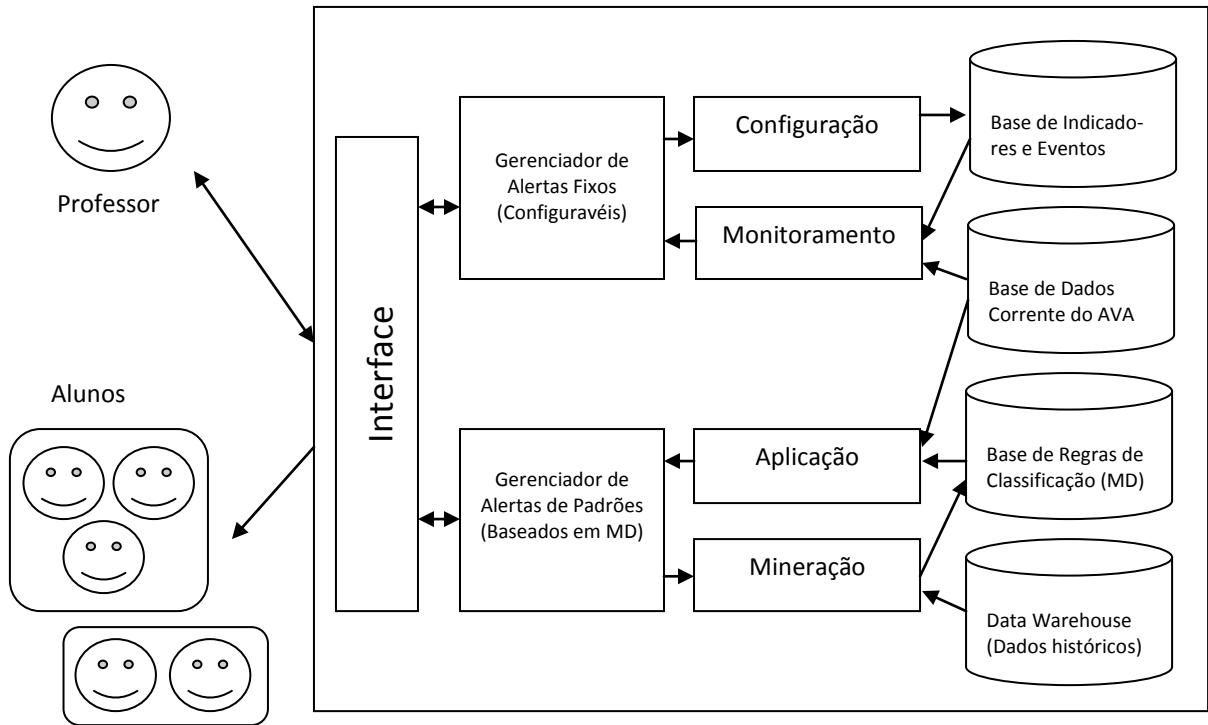 Professor
Alunos
Interface
Gerenciador de
Alertas Fixos
(Configuravéis)
Configuração
Monitoramento
Base de Indicado-
res e Eventos
Base de Dados
Corrente do AVA
Gerenciador de
Alertas de Padrões
(Baseados em MD)
Aplicação
Mineração
Base de Regras de
Classificação (MD)
Data Warehouse
(Dados históricos)